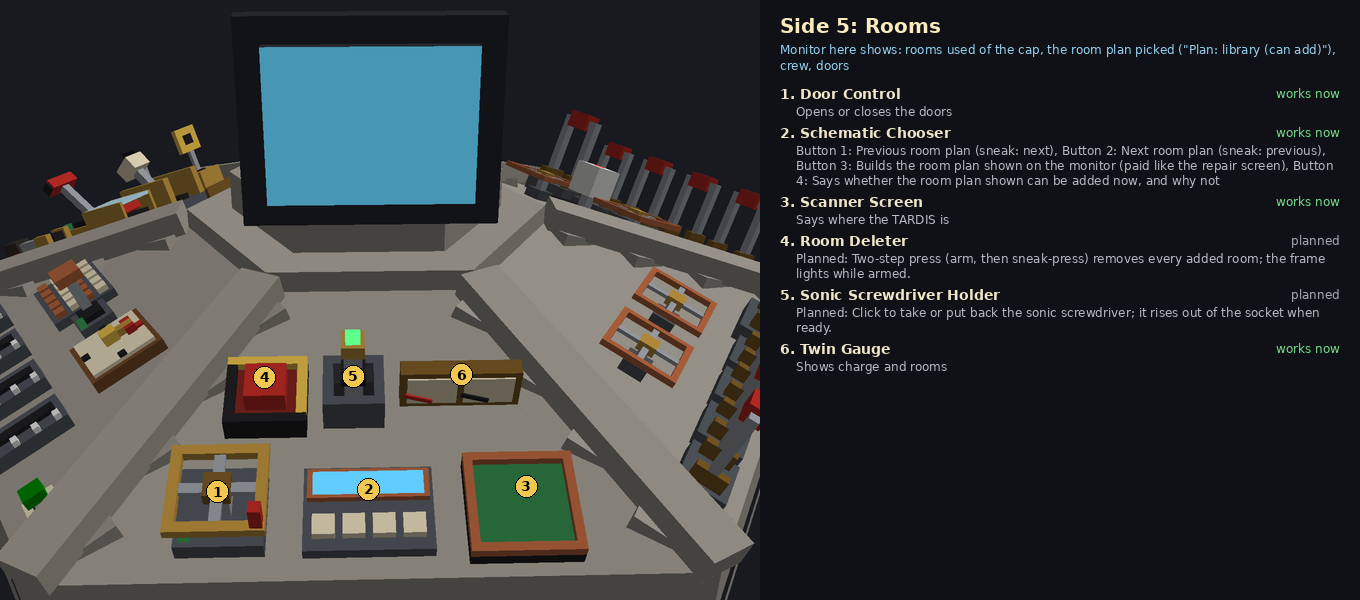 Side 5: Rooms
Monitor here shows: rooms used of the cap, the room plan picked ("Plan: library (can add)"),
crew, doors
1. Door Control works now
Opens or closes the doors
2. Schematic Chooser works now
Button 1: Previous room plan (sneak: next), Button 2: Next room plan (sneak: previous),
Button 3: Builds the room plan shown on the monitor (paid like the repair screen), Button
4: Says whether the room plan shown can be added now, and why not
3. Scanner Screen works now
Says where the TARDIS is
4. Room Deleter planned
Planned: Two-step press (arm, then sneak-press) removes every added room; the frame
lights while armed.
5. Sonic Screwdriver Holder planned
Planned: Click to take or put back the sonic screwdriver; it rises out of the socket when
ready.
6. Twin Gauge works now
Shows charge and rooms
4
5
6
1
2
3